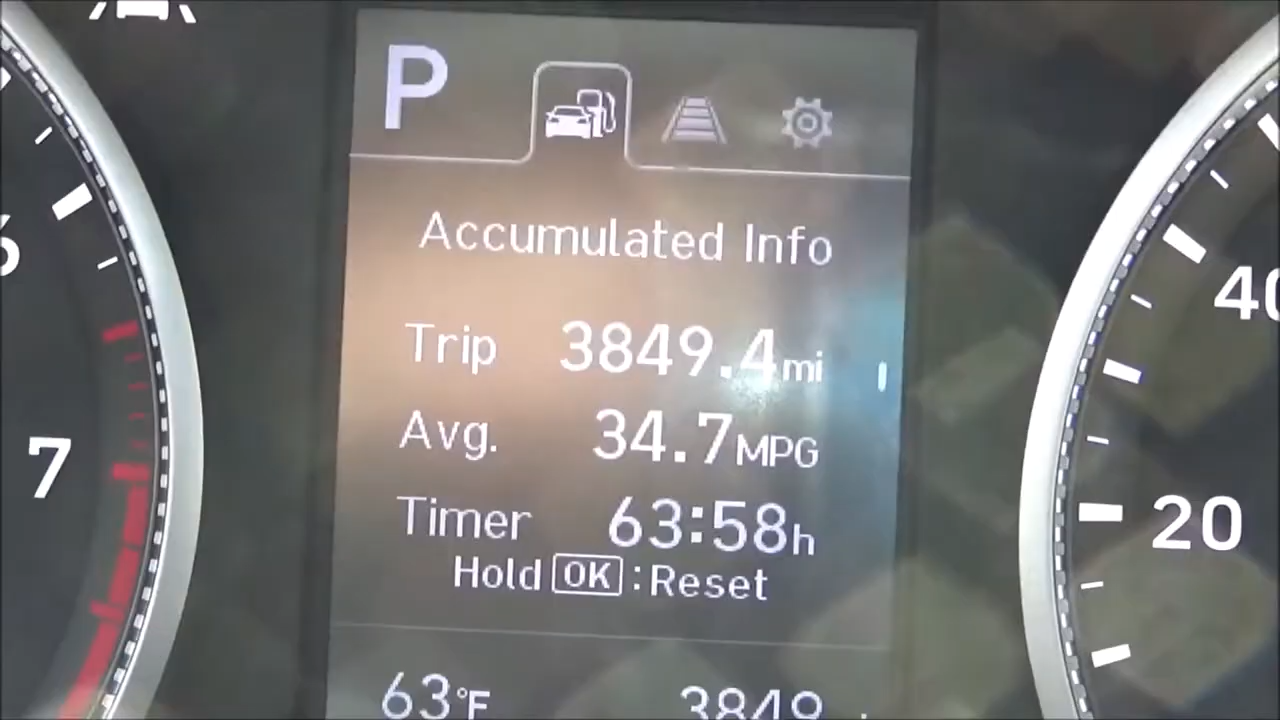 P
Accumulated Info
Trip 3849.4mi
Avg. 34.7MPG
Timer 63:58h
Hold OK : Reset
63°F 3849
6
7
40
20